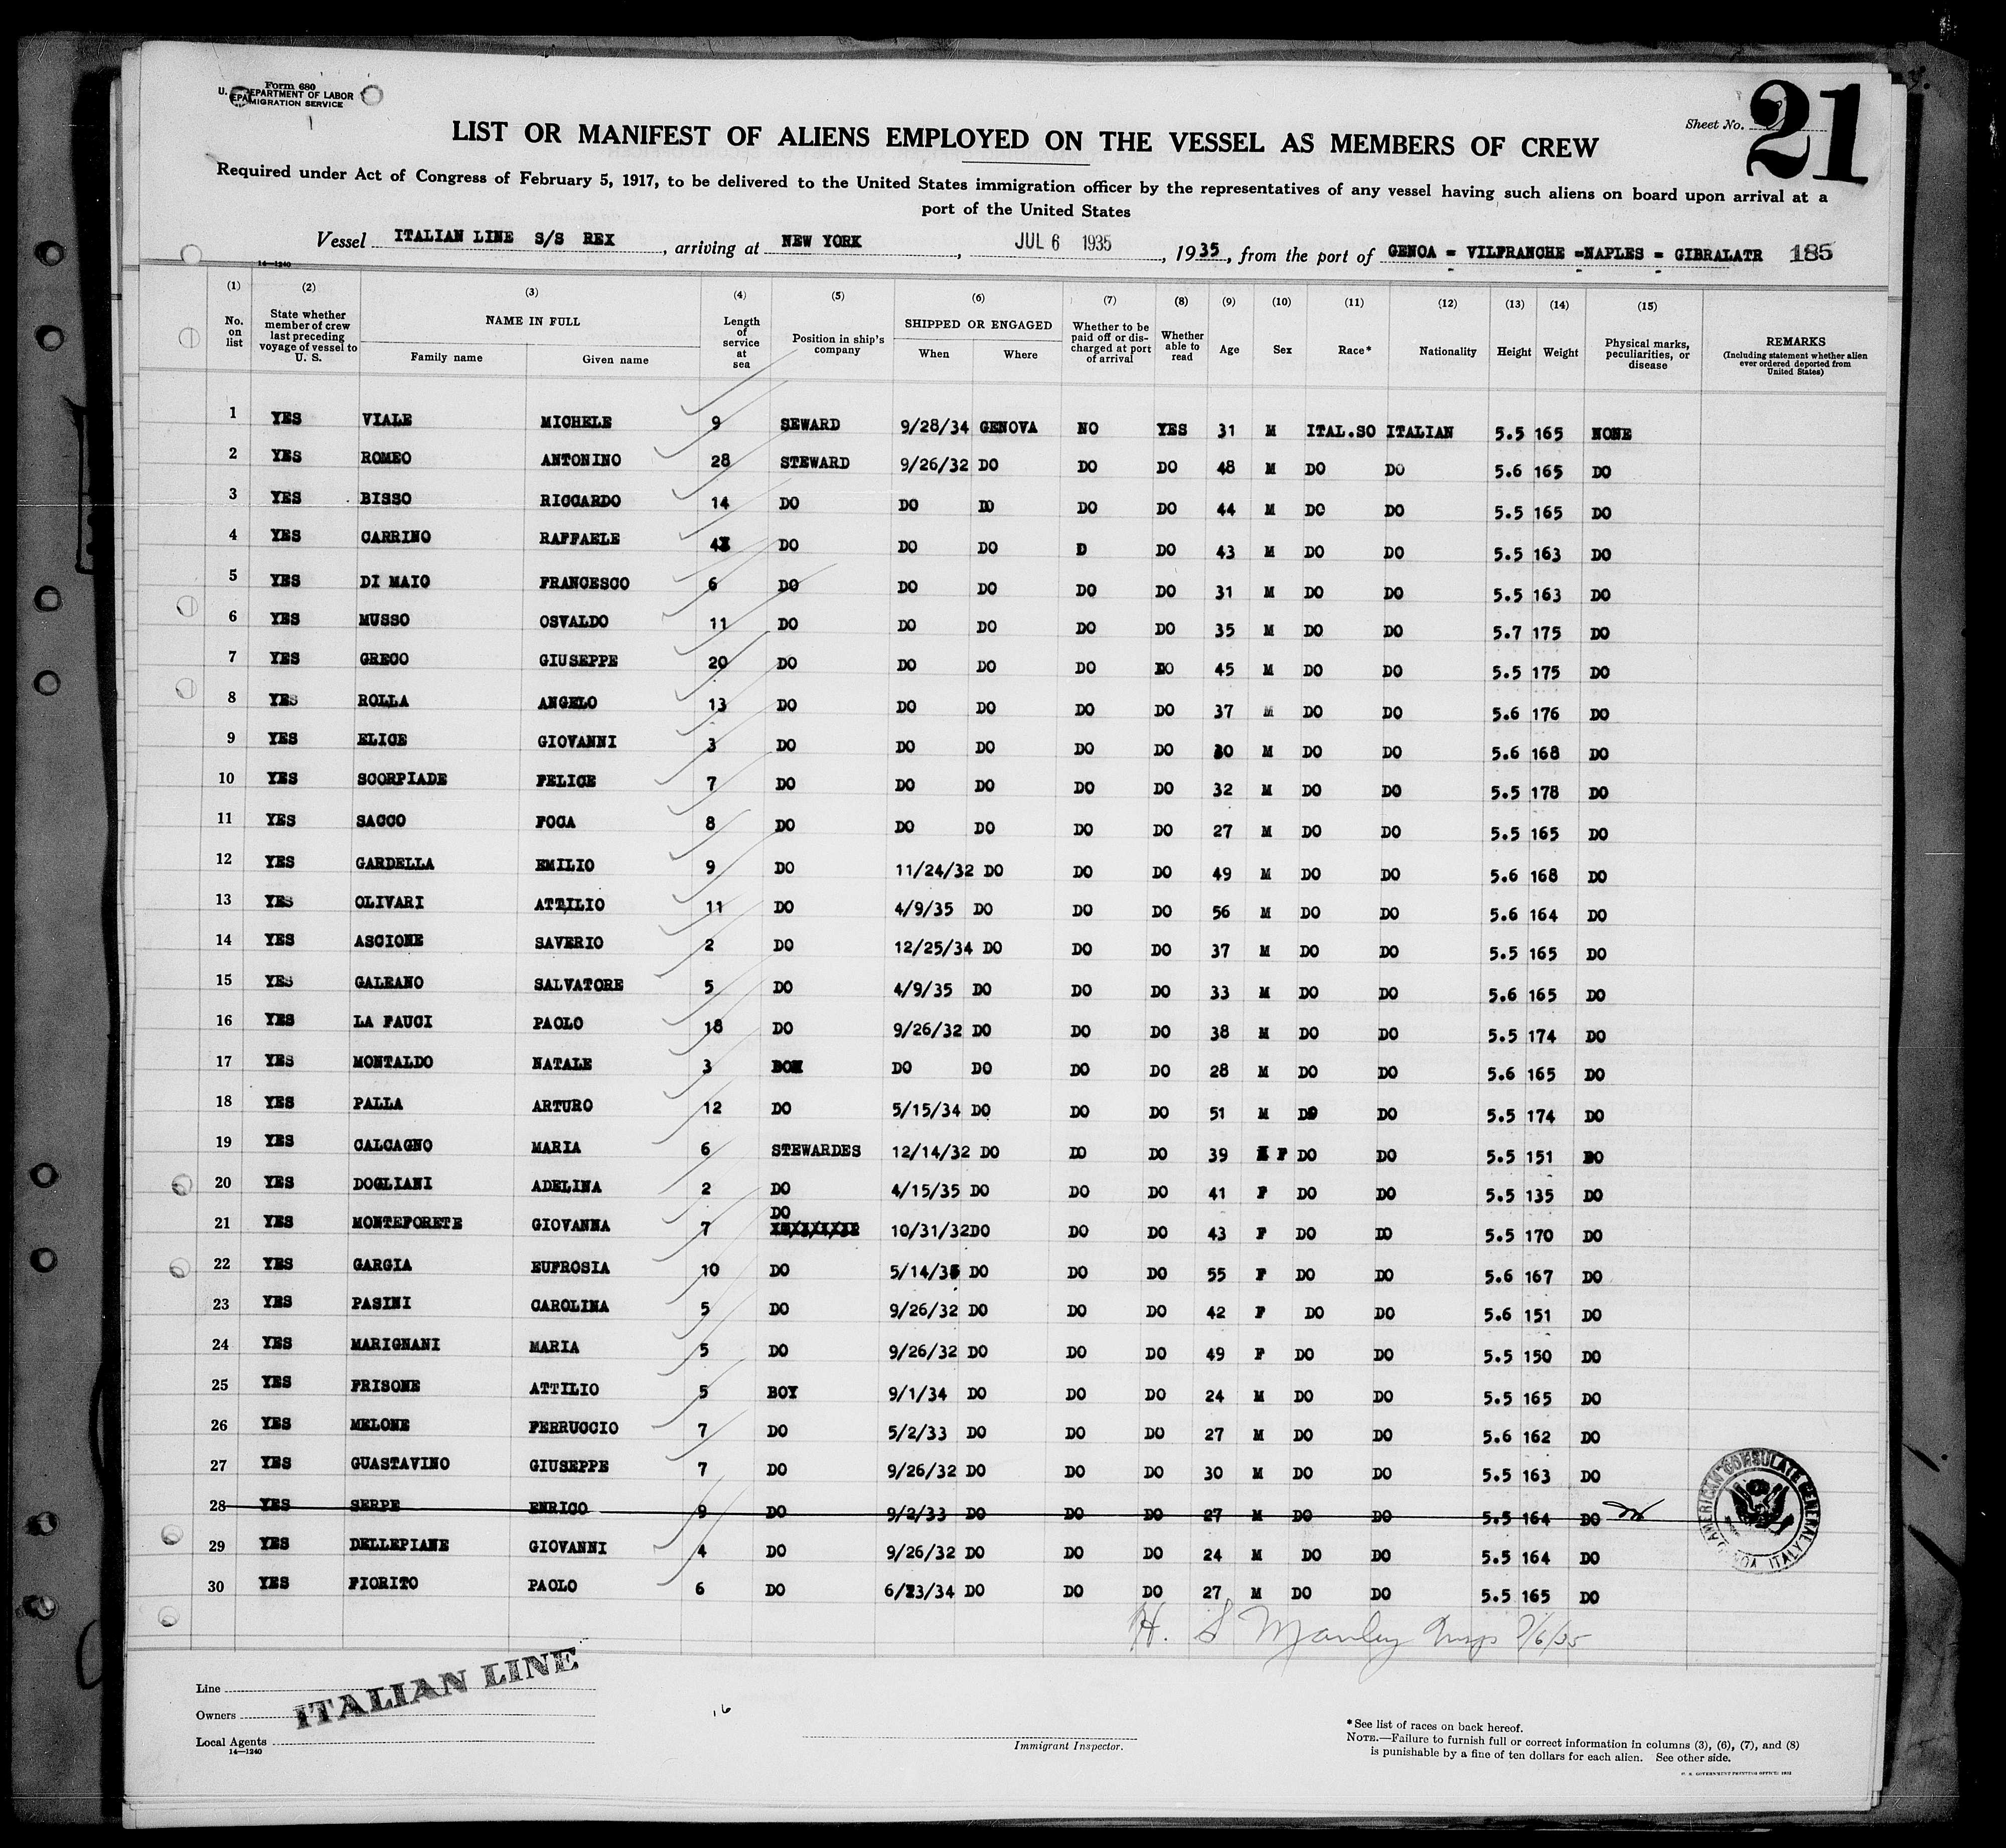 Form 680
U. S. DEPARTMENT OF LABOR
IMMIGRATION SERVICE
Sheet No.
21
LIST OR MANIFEST OF ALIENS EMPLOYED ON THE VESSEL AS MEMBERS OF CREW
Required under Act of Congress of February 5, 1917, to be delivered to the United States immigration officer by the representatives of any vessel having such aliens on board upon arrival at a
port of the United States
Vessel ITALIAN LINE S/S REX, arriving at NEW YORK, JUL 6 1935, 1935, from the port of GENOA = VILFRANCHE =NAPLES = GIBRALATR 185
14—1240
(1) (2) (3) (4) (5) (6) (7) (8) (9) (10) (11) (12) (13) (14) (15)
No. on list
State whether member of crew last preceding voyage of vessel to U. S.
NAME IN FULL
Family name Given name
Length of service at sea
Position in ship's company
SHIPPED OR ENGAGED
When Where
Whether to be paid off or discharged at port of arrival
Whether able to read
Age Sex Race* Nationality Height Weight
Physical marks, peculiarities, or disease
REMARKS
(Including statement whether alien ever ordered deported from United States)
1 YES VIALE MICHELE 9 SEWARD 9/28/34 GENOVA NO YES 31 M ITAL.SO ITALIAN 5.5 165 NONE
2 YES ROMEO ANTONINO 28 STEWARD 9/26/32 DO DO DO 48 M DO DO 5.6 165 DO
3 YES BISSO RICCARDO 14 DO DO DO DO DO 44 M DO DO 5.5 165 DO
4 YES CARRINO RAFFAELE DO DO DO D DO 43 M DO DO 5.5 163 DO
5 YES DI MAIO FRANCESCO 6 DO DO DO DO DO 31 M DO DO 5.5 163 DO
6 YES MUSSO OSVALDO 11 DO DO DO DO DO 35 M DO DO 5.7 175 DO
7 YES GRECO GIUSEPPE 20 DO DO DO DO DO 45 M DO DO 5.5 175 DO
8 YES ROLLA ANGELO 13 DO DO DO DO DO 37 M DO DO 5.6 176 DO
9 YES ELICE GIOVANNI 3 DO DO DO DO DO 30 M DO DO 5.6 168 DO
10 YES SCORPIADE FELICE 7 DO DO DO DO DO 32 M DO DO 5.5 178 DO
11 YES SACCO FOCA 8 DO DO DO DO DO 27 M DO DO 5.5 165 DO
12 YES GARDELLA EMILIO 9 DO 11/24/32 DO DO DO 49 M DO DO 5.6 168 DO
13 YES OLIVARI ATTILIO 11 DO 4/9/35 DO DO DO 56 M DO DO 5.6 164 DO
14 YES ASCIONE SAVERIO 2 DO 12/25/34 DO DO DO 37 M DO DO 5.5 165 DO
15 YES GALEANO SALVATORE 5 DO 4/9/35 DO DO DO 33 M DO DO 5.6 165 DO
16 YES LA FAUCI PAOLO 18 DO 9/26/32 DO DO DO 38 M DO DO 5.5 174 DO
17 YES MONTALDO NATALE 3 DO DO DO DO 28 M DO DO 5.6 165 DO
18 YES PALLA ARTURO 12 DO 5/15/34 DO DO DO 51 M DO DO 5.5 174 DO
19 YES CALCAGNO MARIA 6 STEWARDES 12/14/32 DO DO DO 39 F DO DO 5.5 151 DO
20 YES DOGLIANI ADELINA 2 DO 4/15/35 DO DO DO 41 F DO DO 5.5 135 DO
21 YES MONTEFORETE GIOVANNA 7 DO 10/31/32DO DO DO 43 F DO DO 5.5 170 DO
22 YES GARGIA EUFROSIA 10 DO 5/14/35 DO DO DO 55 F DO DO 5.6 167 DO
23 YES PASINI CAROLINA 5 DO 9/26/32 DO DO DO 42 F DO DO 5.6 151 DO
24 YES MARIGNANI MARIA 5 DO 9/26/32 DO DO DO 49 F DO DO 5.5 150 DO
25 YES FRISONE ATTILIO 5 BOY 9/1/34 DO DO DO 24 M DO DO 5.5 165 DO
26 YES MELONE FERRUCCIO 7 DO 5/2/33 DO DO DO 27 M DO DO 5.6 162 DO
27 YES GUASTAVINO GIUSEPPE 7 DO 9/26/32 DO DO DO 30 M DO DO 5.5 163 DO
28 YES SERPE ENRICO 9 DO 9/2/33 DO DO DO 27 M DO DO 5.5 164 DO
29 YES DELLEPIANE GIOVANNI 4 DO 9/26/32 DO DO DO 24 M DO DO 5.5 164 DO
30 YES FIORITO PAOLO 6 DO 6/23/34 DO DO DO 27 M DO DO 5.5 165 DO
AMERICAN CONSULATE GENERAL
GENOA ITALY
H. S Manley Insp 7/6/35
Line
Owners
Local Agents
14—1240
ITALIAN LINE
16
Immigrant Inspector.
*See list of races on back hereof.
NOTE.—Failure to furnish full or correct information in columns (3), (6), (7), and (8)
is punishable by a fine of ten dollars for each alien. See other side.
U. S. GOVERNMENT PRINTING OFFICE: 1932